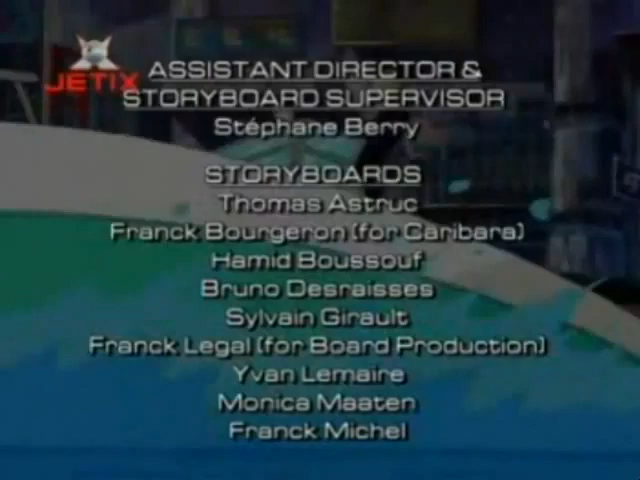 JETIX
ASSISTANT DIRECTOR &
STORYBOARD SUPERVISOR
Stéphane Berry
STORYBOARDS
Thomas Astruc
Franck Bourgeron (for Caribara)
Hamid Boussouf
Bruno Desraisses
Sylvain Girault
Franck Legal (for Board Production)
Yvan Lemaire
Monica Maaten
Franck Michel